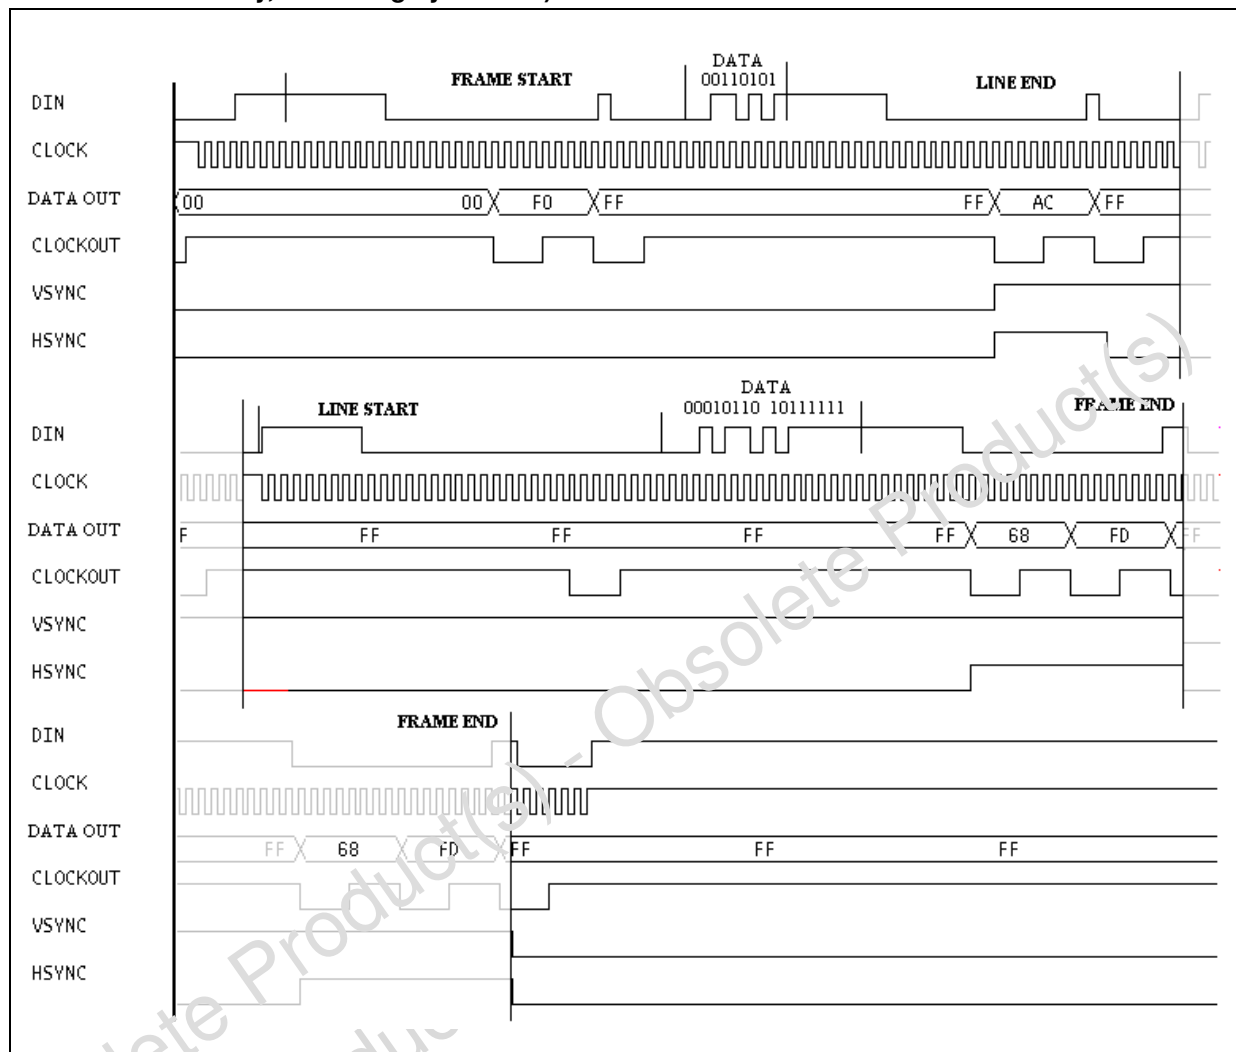 DATA
FRAME START 00110101 LINE END
DIN
CLOCK
DATA OUT 00 00 F0 FF FF AC FF
CLOCKOUT
VSYNC
HSYNC
DATA
LINE START 00010110 10111111 FRAME END
DIN
CLOCK
DATA OUT F FF FF FF FF 68 FD FF
CLOCKOUT
VSYNC
HSYNC
FRAME END
DIN
CLOCK
DATA OUT FF 68 FD FF FF FF
CLOCKOUT
VSYNC
HSYNC
Obsolete Product(s) - Obsolete Product(s)